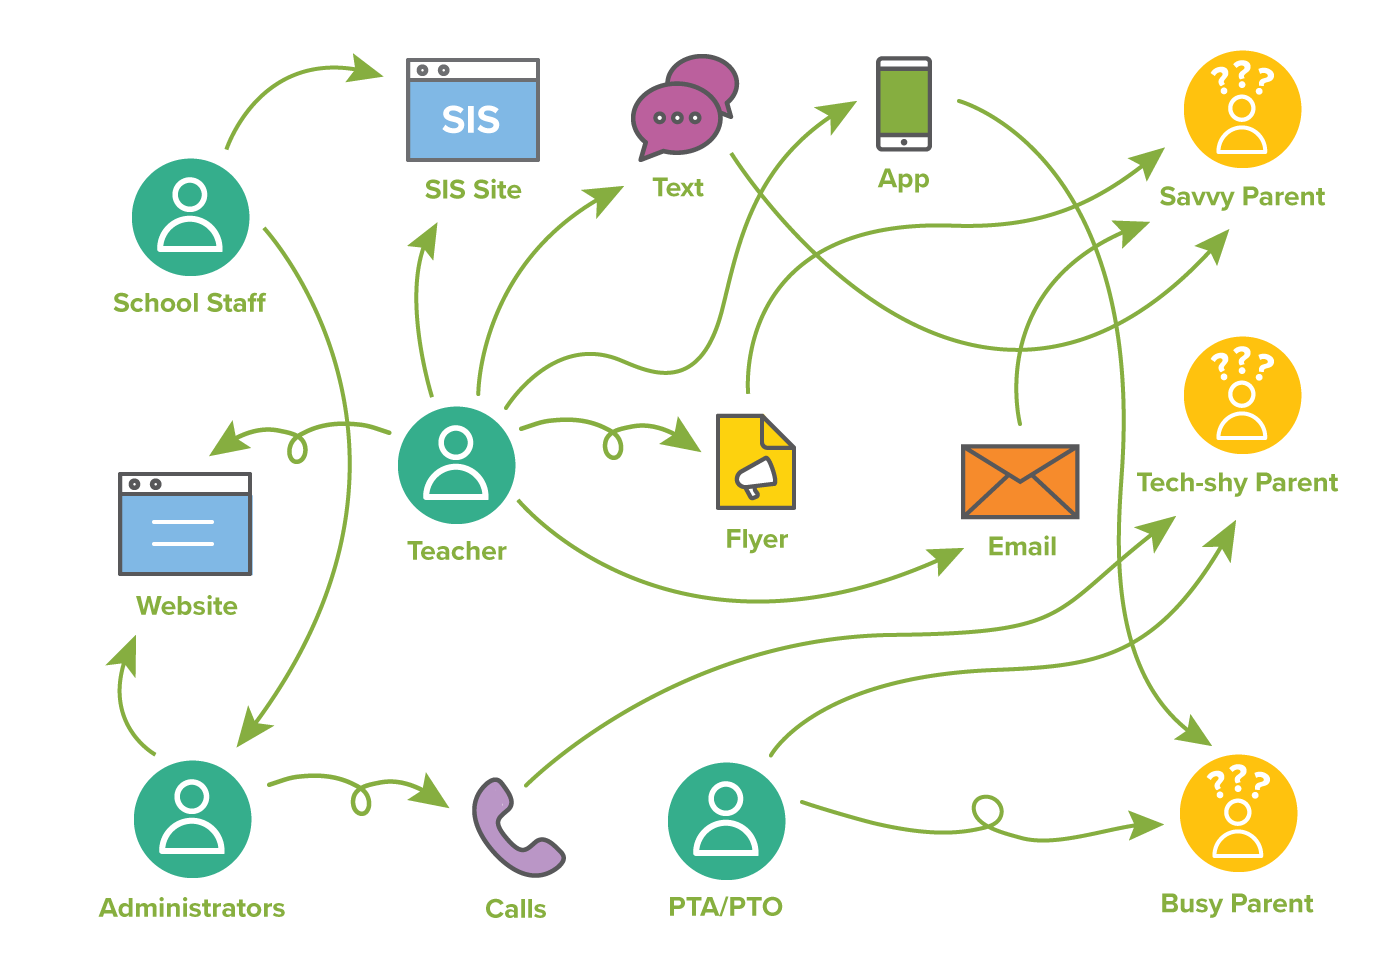 SIS
SIS Site
Text
App
Savvy Parent
School Staff
Tech-shy Parent
Teacher
Flyer
Email
Website
Administrators
Calls
PTA/PTO
Busy Parent
???
???
???